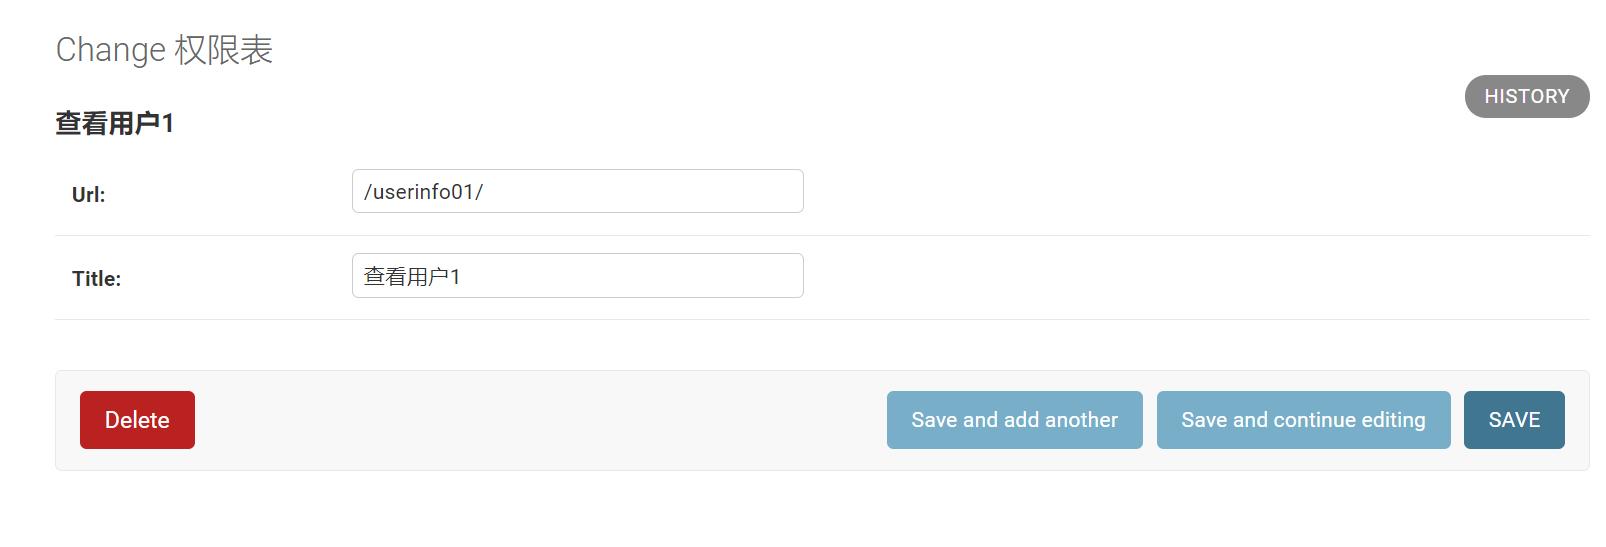 Change 权限表
HISTORY
查看用户1
Url:
/userinfo01/
Title:
查看用户1
Delete
Save and add another
Save and continue editing
SAVE